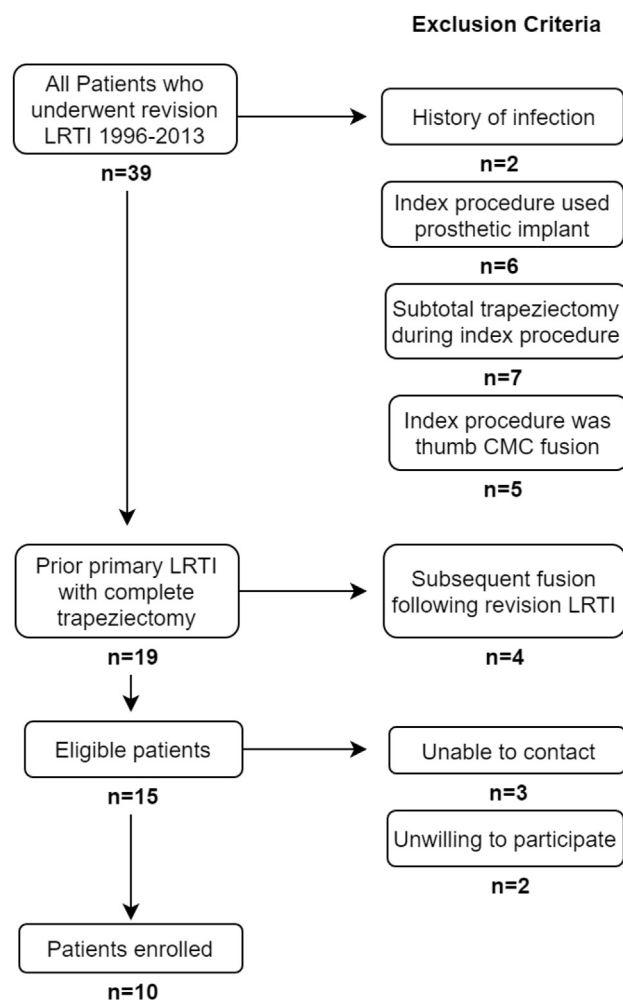 Exclusion Criteria
All Patients who
underwent revision
LRTI 1996-2013
n=39
History of infection
n=2
Index procedure used
prosthetic implant
n=6
Subtotal trapeziectomy
during index procedure
n=7
Index procedure was
thumb CMC fusion
n=5
Prior primary LRTI
with complete
trapeziectomy
n=19
Subsequent fusion
following revision LRTI
n=4
Eligible patients
n=15
Unable to contact
n=3
Unwilling to participate
n=2
Patients enrolled
n=10